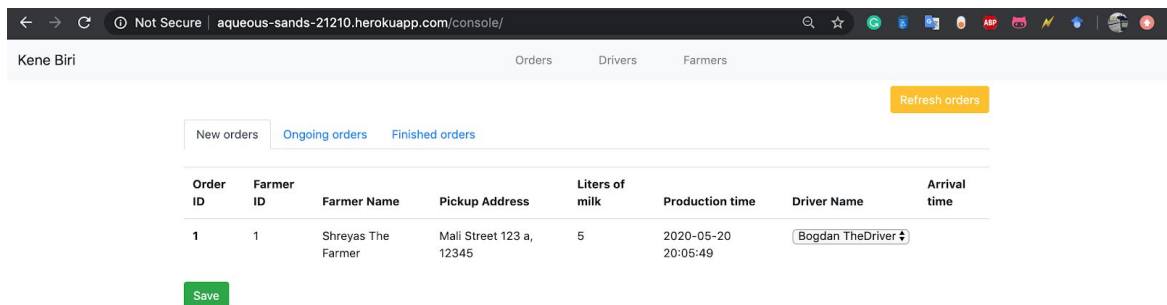 Not Secure | aqueous-sands-21210.herokuapp.com/console/
ABP
Kene Biri
Orders
Drivers
Farmers
Refresh orders
New orders
Ongoing orders
Finished orders
Order ID
Farmer ID
Farmer Name
Pickup Address
Liters of milk
Production time
Driver Name
Arrival time
1
1
Shreyas The Farmer
Mali Street 123 a, 12345
5
2020-05-20 20:05:49
Bogdan TheDriver
Save